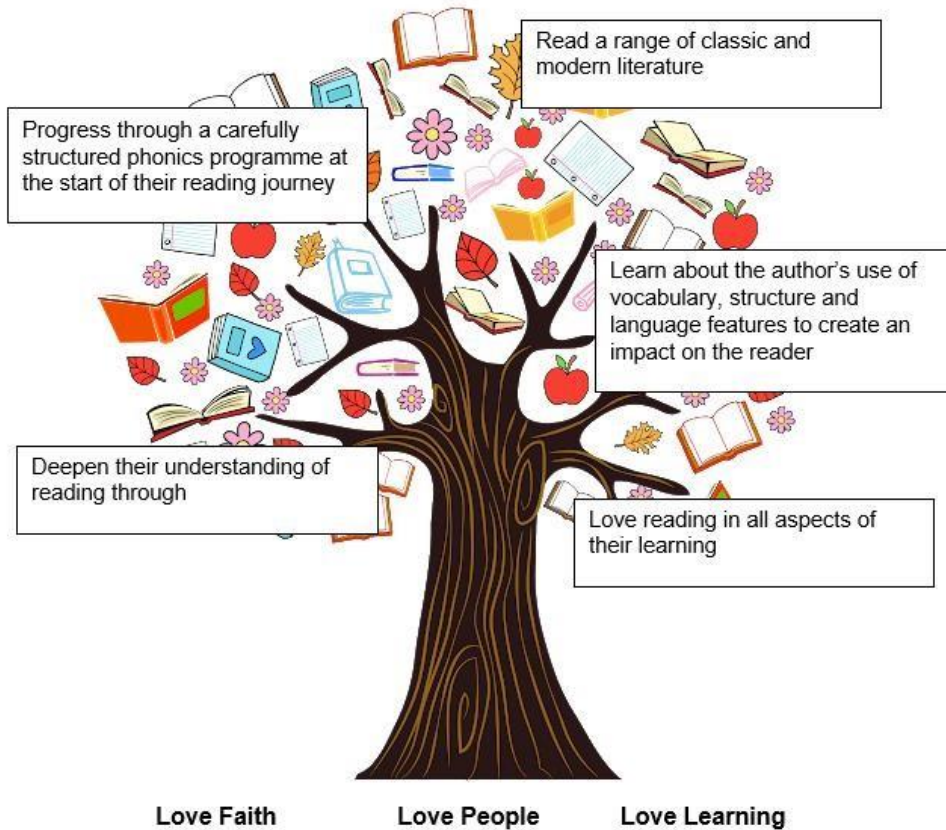 Read a range of classic and
modern literature
Progress through a carefully
structured phonics programme at
the start of their reading journey
Learn about the author’s use of
vocabulary, structure and
language features to create an
impact on the reader
Deepen their understanding of
reading through
Love reading in all aspects of
their learning
Love Faith Love People Love Learning